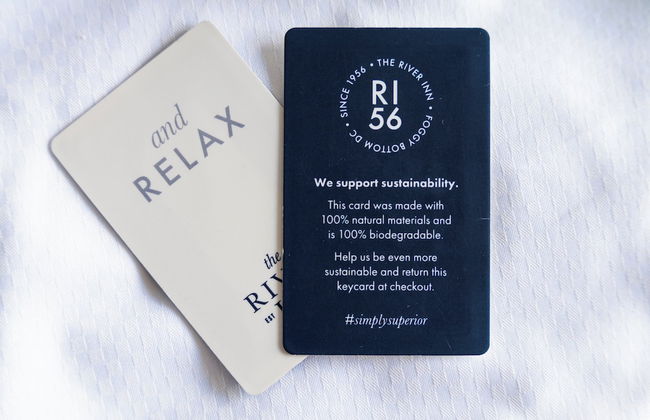 and
RELAX
the
EST
SINCE 1956 • THE RIVER INN • FOGGY BOTTOM DC •
RI
56
We support sustainability.
This card was made with
100% natural materials and
is 100% biodegradable.
Help us be even more
sustainable and return this
keycard at checkout.
#simplysuperior